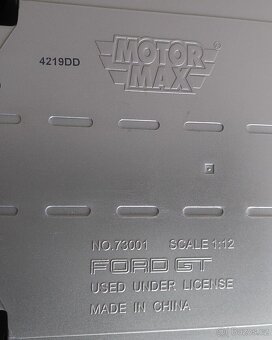 MOTOR
MAX ®
4219DD
NO.73001 SCALE 1:12
FORD GT
USED UNDER LICENSE
MADE IN CHINA